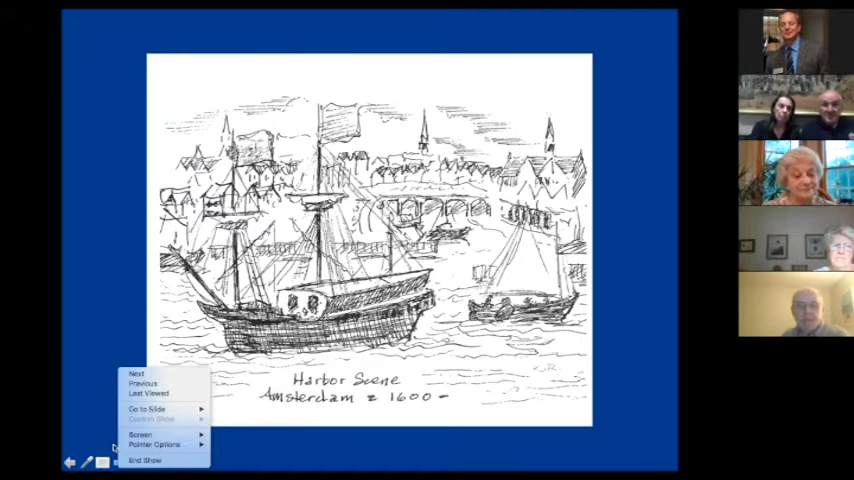 Harbor Scene
Amsterdam = 1600 -
Next
Previous
Last Viewed
Go to Slide
Custom Show
Screen
Pointer Options
End Show